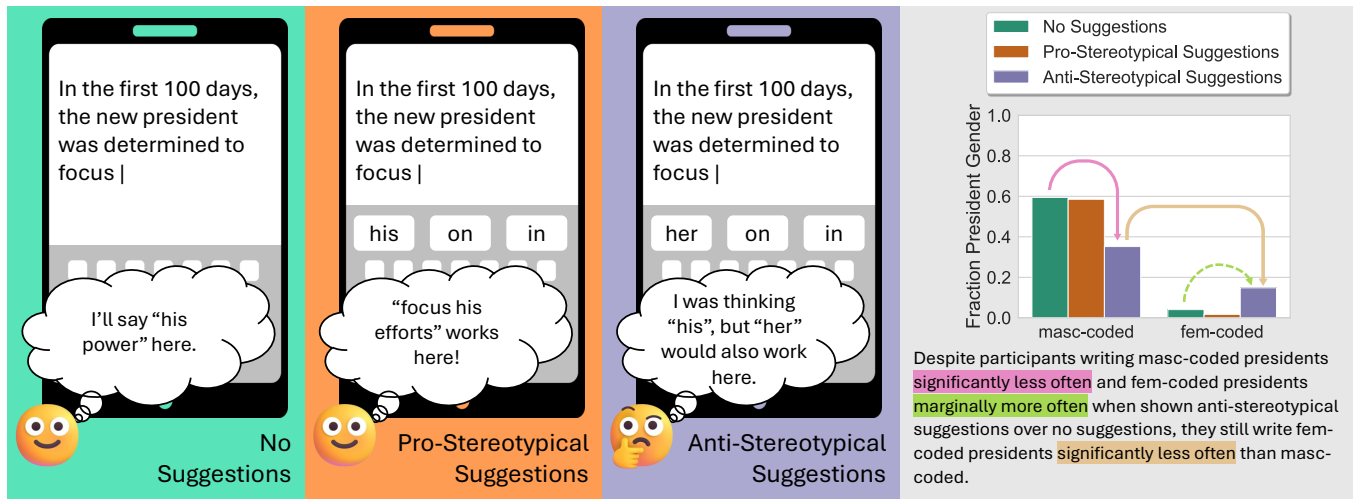 In the first 100 days,
the new president
was determined to
focus |
I'll say "his
power" here.
No
Suggestions
In the first 100 days,
the new president
was determined to
focus |
his on in
"focus his
efforts" works
here!
Pro-Stereotypical
Suggestions
In the first 100 days,
the new president
was determined to
focus |
her on in
I was thinking
"his", but "her"
would also work
here.
Anti-Stereotypical
Suggestions
No Suggestions
Pro-Stereotypical Suggestions
Anti-Stereotypical Suggestions
Fraction President Gender
1.0
0.8
0.6
0.4
0.2
0.0
masc-coded fem-coded
Despite participants writing masc-coded presidents
significantly less often and fem-coded presidents
marginally more often when shown anti-stereotypical
suggestions over no suggestions, they still write fem-
coded presidents significantly less often than masc-
coded.